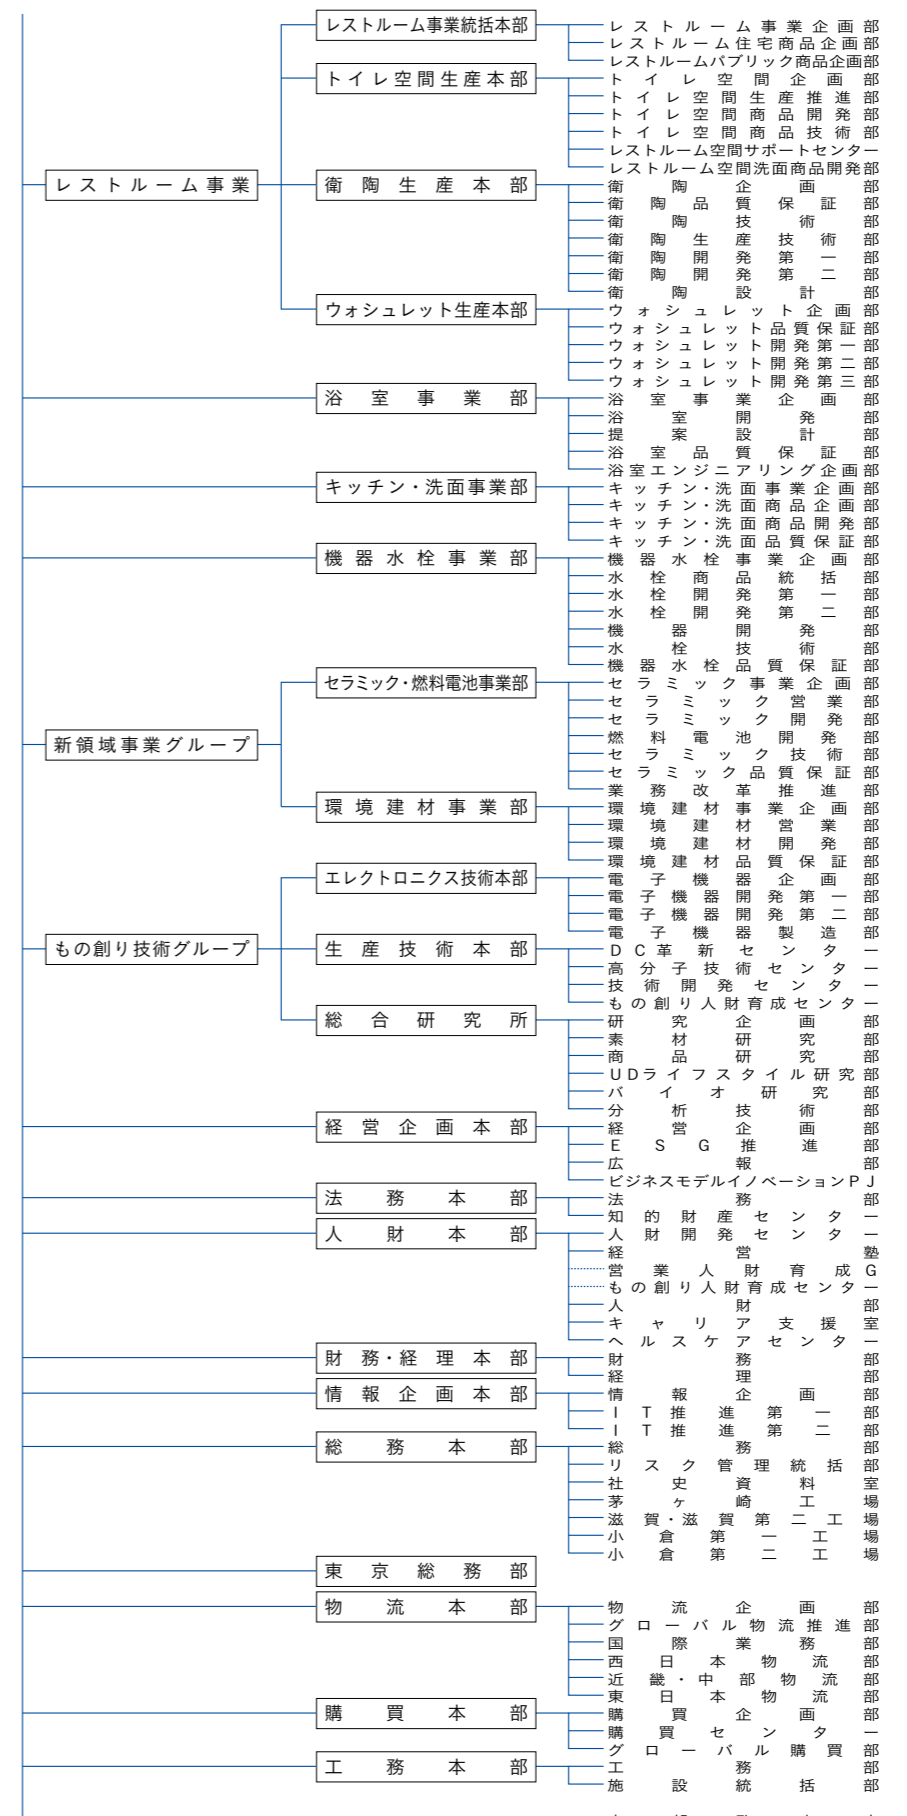 レストルーム事業
レストルーム事業統括本部
レストルーム事業企画部
レストルーム住宅商品企画部
レストルームパブリック商品企画部
トイレ空間生産本部
トイレ空間企画部
トイレ空間生産推進部
トイレ空間商品開発部
トイレ空間商品技術部
レストルーム空間サポートセンター
レストルーム空間洗面商品開発部
衛陶生産本部
衛陶企画部
衛陶品質保証部
衛陶技術部
衛陶生産技術部
衛陶開発第一部
衛陶開発第二部
衛陶設計部
ウォシュレット生産本部
ウォシュレット企画部
ウォシュレット品質保証部
ウォシュレット開発第一部
ウォシュレット開発第二部
ウォシュレット開発第三部
浴室事業部
浴室事業企画部
浴室開発部
提案設計部
浴室品質保証部
浴室エンジニアリング企画部
キッチン・洗面事業部
キッチン・洗面事業企画部
キッチン・洗面商品企画部
キッチン・洗面商品開発部
キッチン・洗面品質保証部
機器水栓事業部
機器水栓事業企画部
水栓商品統括部
水栓開発第一部
水栓開発第二部
機器開発部
水栓技術部
機器水栓品質保証部
新領域事業グループ
セラミック・燃料電池事業部
セラミック事業企画部
セラミック営業部
セラミック開発部
燃料電池開発部
セラミック技術部
セラミック品質保証部
業務改革推進部
環境建材事業部
環境建材事業企画部
環境建材営業部
環境建材開発部
環境建材品質保証部
もの創り技術グループ
エレクトロニクス技術本部
電子機器企画部
電子機器開発第一部
電子機器開発第二部
電子機器製造部
生産技術本部
DC革新センター
高分子技術センター
技術開発センター
もの創り人財育成センター
総合研究所
研究企画部
素材研究部
商品研究部
UDライフスタイル研究部
バイオ研究部
分析技術部
経営企画本部
経営企画部
ESG推進部
広報部
ビジネスモデルイノベーションPJ
法務本部
法務部
知的財産センター
人財本部
人財開発センター
経営塾
営業人財育成G
もの創り人財育成センター
人財部
キャリア支援室
ヘルスケアセンター
財務・経理本部
財務部
経理部
情報企画本部
情報企画部
IT推進第一部
IT推進第二部
総務本部
総務部
リスク管理統括部
社史資料室
茅ヶ崎工場
滋賀・滋賀第二工場
小倉第一工場
小倉第二工場
東京総務部
物流本部
物流企画部
グローバル物流推進部
国際業務部
西日本物流部
近畿・中部物流部
東日本物流部
購買本部
購買企画部
購買センター
グローバル購買部
工務本部
工務部
施設統括部